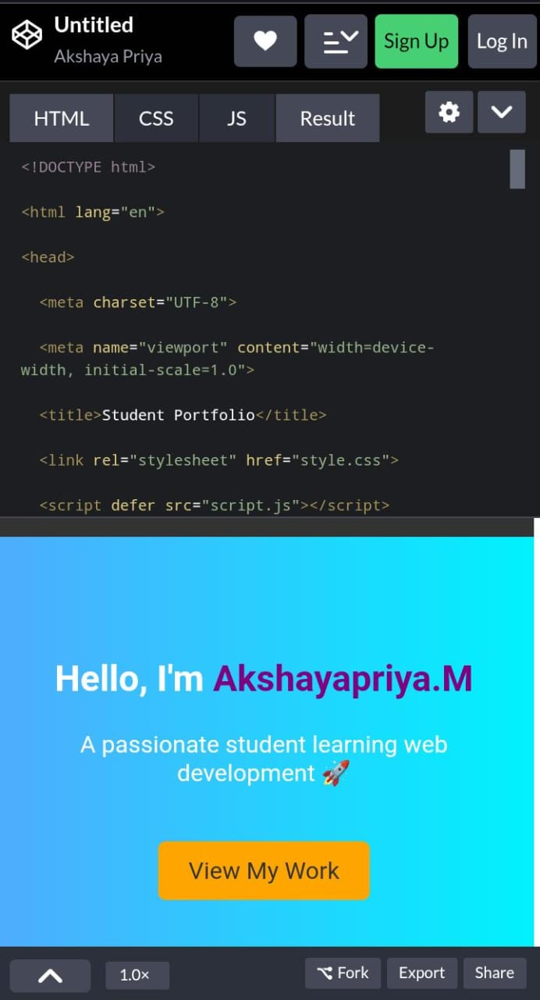 Untitled
Akshaya Priya
Sign Up
Log In
HTML CSS JS Result
<!DOCTYPE html>
<html lang="en">
<head>
<meta charset="UTF-8">
<meta name="viewport" content="width=device-
width, initial-scale=1.0">
<title>Student Portfolio</title>
<link rel="stylesheet" href="style.css">
<script defer src="script.js"></script>
Hello, I'm Akshayapriya.M
A passionate student learning web
development 🚀
View My Work
1.0× Fork Export Share